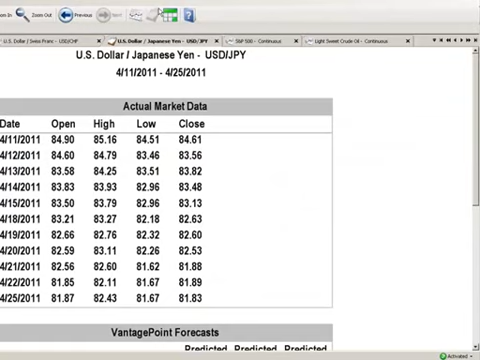 on In
Zoom Out
Previous
Next
U.S. Dollar / Swiss Franc - USD/CHF
U.S. Dollar / Japanese Yen - USD/JPY
S&P 500 - Continuous
Light Sweet Crude Oil - Continuous
U.S. Dollar / Japanese Yen - USD/JPY
4/11/2011 - 4/25/2011
Actual Market Data
Date Open High Low Close
4/11/2011 84.90 85.16 84.51 84.61
4/12/2011 84.60 84.79 83.46 83.56
4/13/2011 83.58 84.25 83.51 83.82
4/14/2011 83.83 83.93 82.96 83.48
4/15/2011 83.50 83.79 82.96 83.13
4/18/2011 83.21 83.27 82.18 82.63
4/19/2011 82.66 82.76 82.32 82.60
4/20/2011 82.59 83.11 82.26 82.53
4/21/2011 82.56 82.60 81.62 81.88
4/22/2011 81.85 82.11 81.67 81.89
4/25/2011 81.87 82.43 81.67 81.83
VantagePoint Forecasts
Predicted Predicted Predicted
Activated